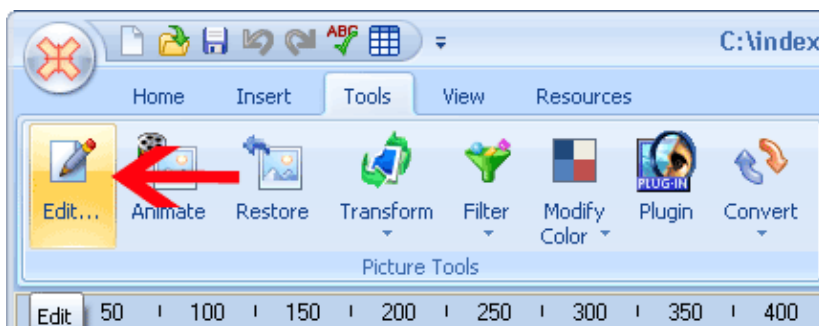 ABC
C:\index
Home Insert Tools View Resources
PLUG-IN
Edit... Animate Restore Transform Filter Modify Color Plugin Convert
Picture Tools
Edit 50 100 150 200 250 300 350 400